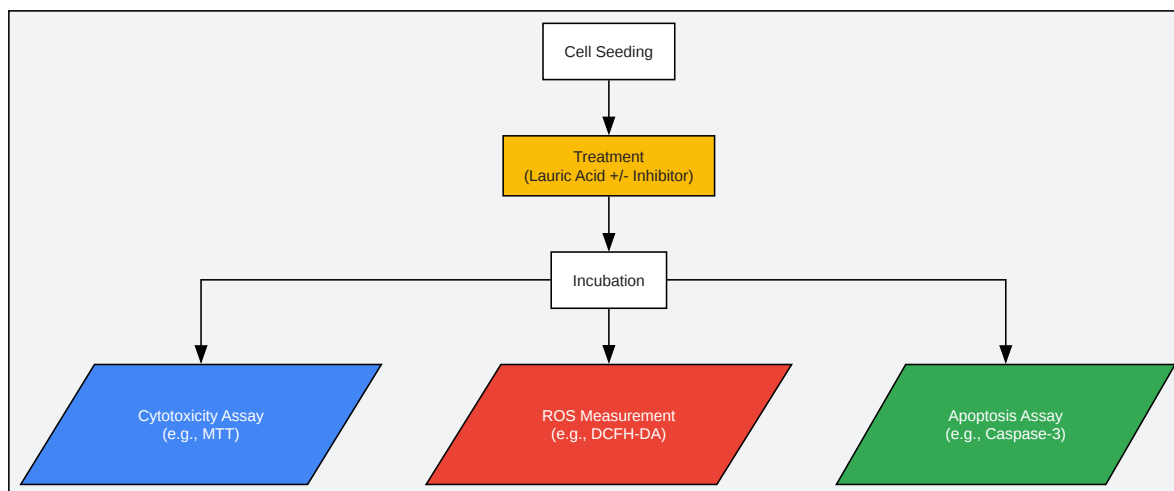 Cell Seeding
Treatment
(Lauric Acid +/- Inhibitor)
Incubation
Cytotoxicity Assay
(e.g., MTT)
ROS Measurement
(e.g., DCFH-DA)
Apoptosis Assay
(e.g., Caspase-3)